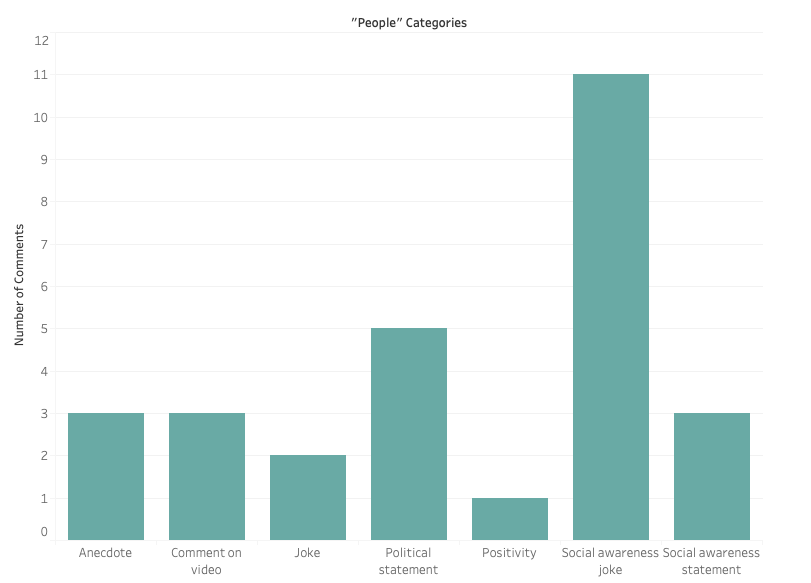 ”People” Categories
12
11
10
9
8
7
6
5
4
3
2
1
0
Number of Comments
Anecdote
Comment on
video
Joke
Political
statement
Positivity
Social awareness
joke
Social awareness
statement